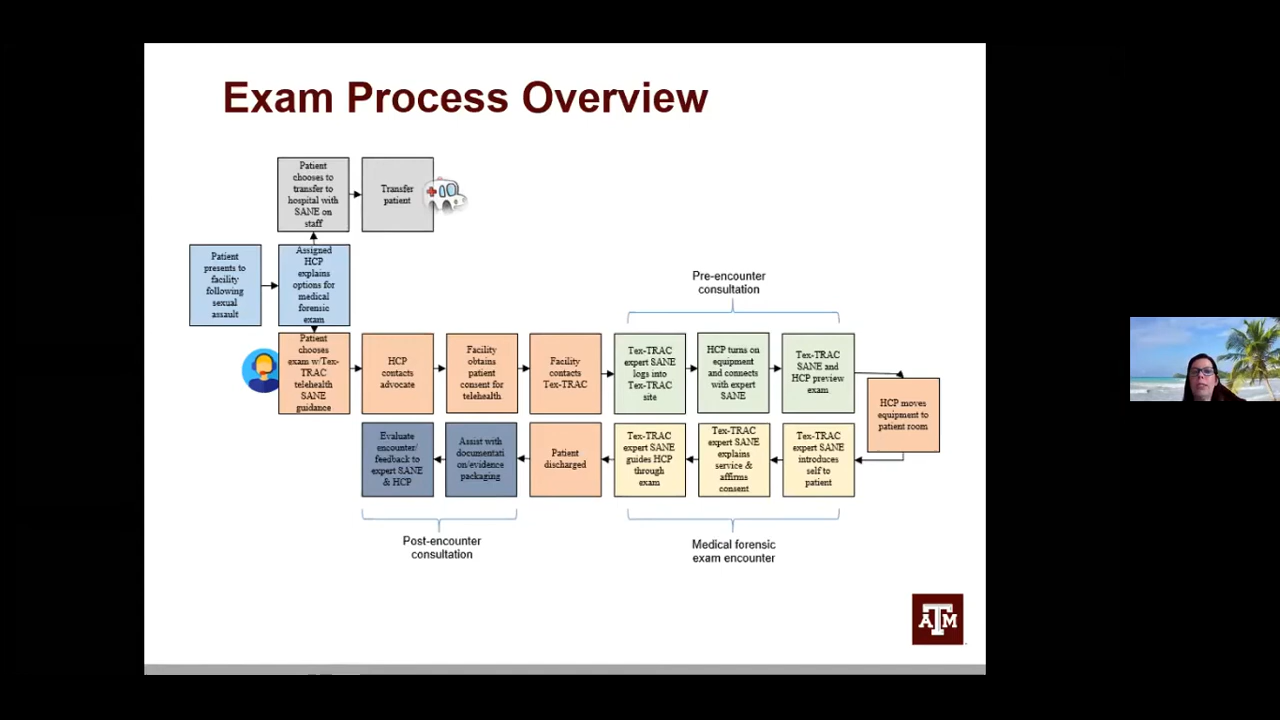 Exam Process Overview
Patient
chooses to
transfer to
hospital with
SANE on
staff
Transfer
patient
Patient
presents to
facility
following
sexual
assault
Assigned
HCP
explains
options for
medical
forensic
exam
Pre-encounter
consultation
Patient
chooses
exam w/Tex-
TRAC
telehealth
SANE
guidance
HCP
contacts
advocate
Facility
obtains
patient
consent for
telehealth
Facility
contacts
Tex-TRAC
Tex-TRAC
expert SANE
logs into
Tex-TRAC
site
HCP turns on
equipment
and connects
with expert
SANE
Tex-TRAC
SANE and
HCP preview
exam
HCP moves
equipment to
patient room
Evaluate
encounter/
feedback to
expert SANE
& HCP
Assist with
documentati
on/evidence
packaging
Patient
discharged
Tex-TRAC
expert SANE
guides HCP
through
exam
Tex-TRAC
expert SANE
explains
service &
affirms
consent
Tex-TRAC
expert SANE
introduces
self to
patient
Post-encounter
consultation
Medical forensic
exam encounter
ATM